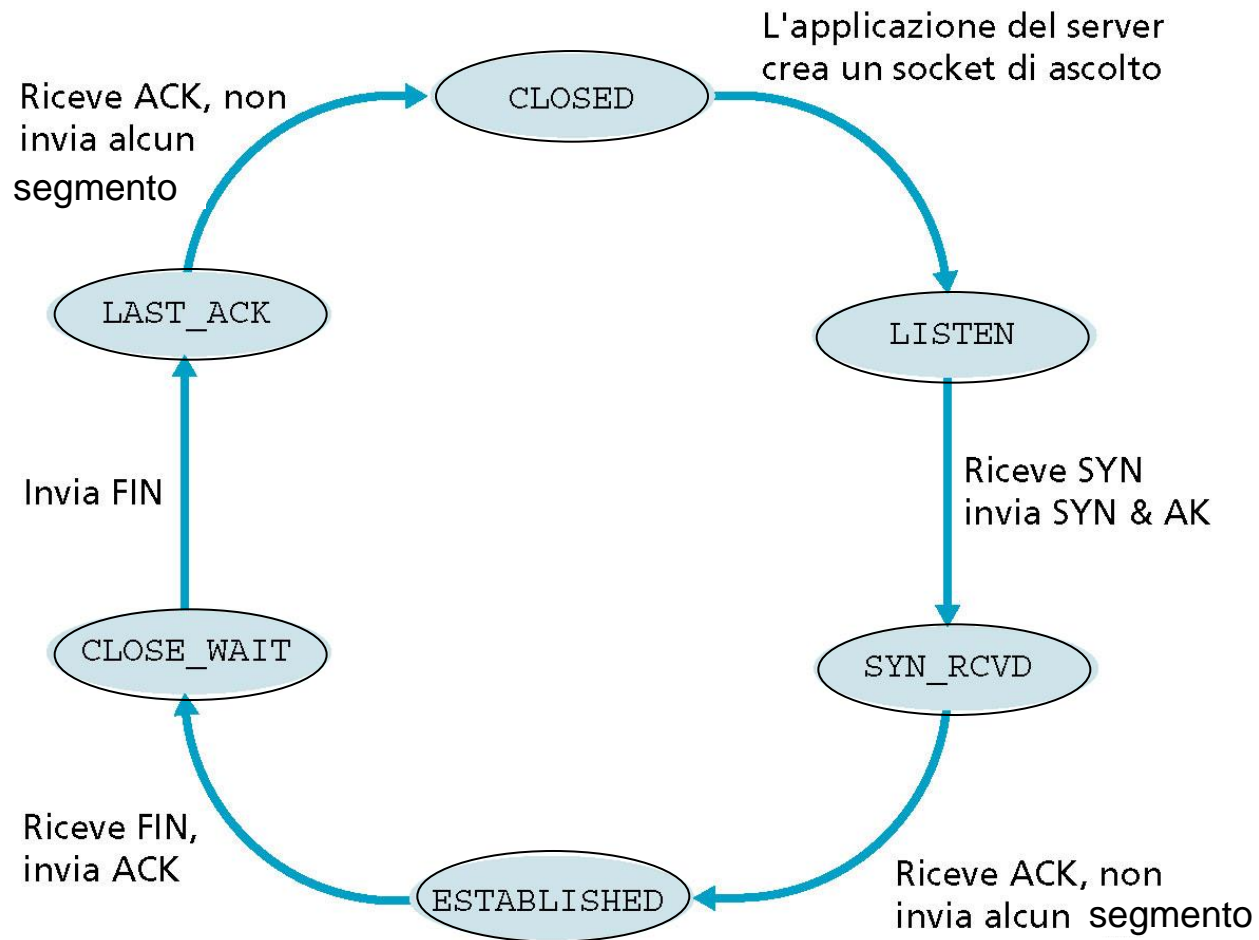 L'applicazione del server
crea un socket di ascolto
CLOSED
Riceve ACK, non
invia alcun
segmento
LAST_ACK
LISTEN
Riceve SYN
invia SYN & AK
Invia FIN
CLOSE_WAIT
SYN_RCVD
Riceve FIN,
invia ACK
ESTABLISHED
Riceve ACK, non
invia alcun segmento